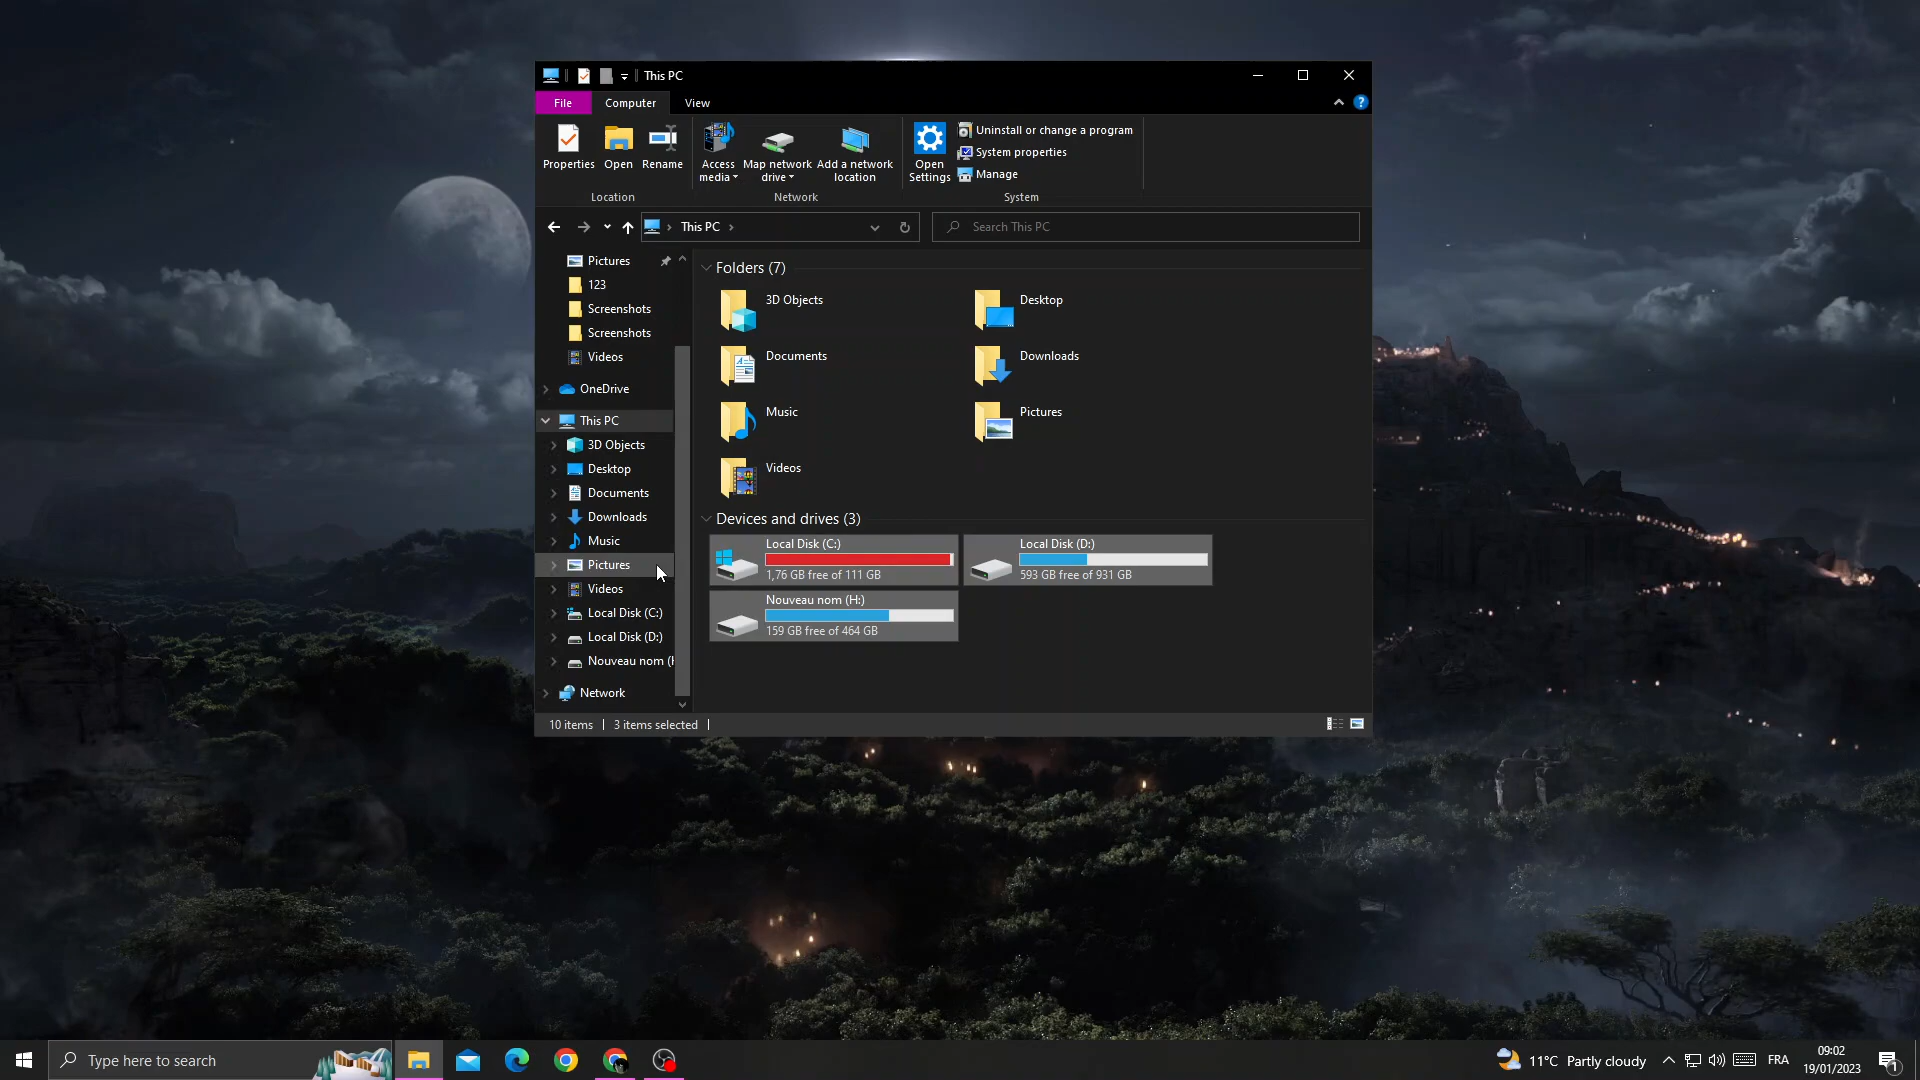 This PC
File Computer View
Properties Open Rename Access media Map network drive Add a network location Open Settings
Uninstall or change a program
System properties
Manage
Location Network System
This PC
Search This PC
Pictures
123
Screenshots
Screenshots
Videos
OneDrive
This PC
3D Objects
Desktop
Documents
Downloads
Music
Pictures
Videos
Local Disk (C:)
Local Disk (D:)
Nouveau nom (H
Network
Folders (7)
3D Objects
Desktop
Documents
Downloads
Music
Pictures
Videos
Devices and drives (3)
Local Disk (C:)
1,76 GB free of 111 GB
Local Disk (D:)
593 GB free of 931 GB
Nouveau nom (H:)
159 GB free of 464 GB
10 items 3 items selected
Type here to search
11°C Partly cloudy
FRA
09:02
19/01/2023
1